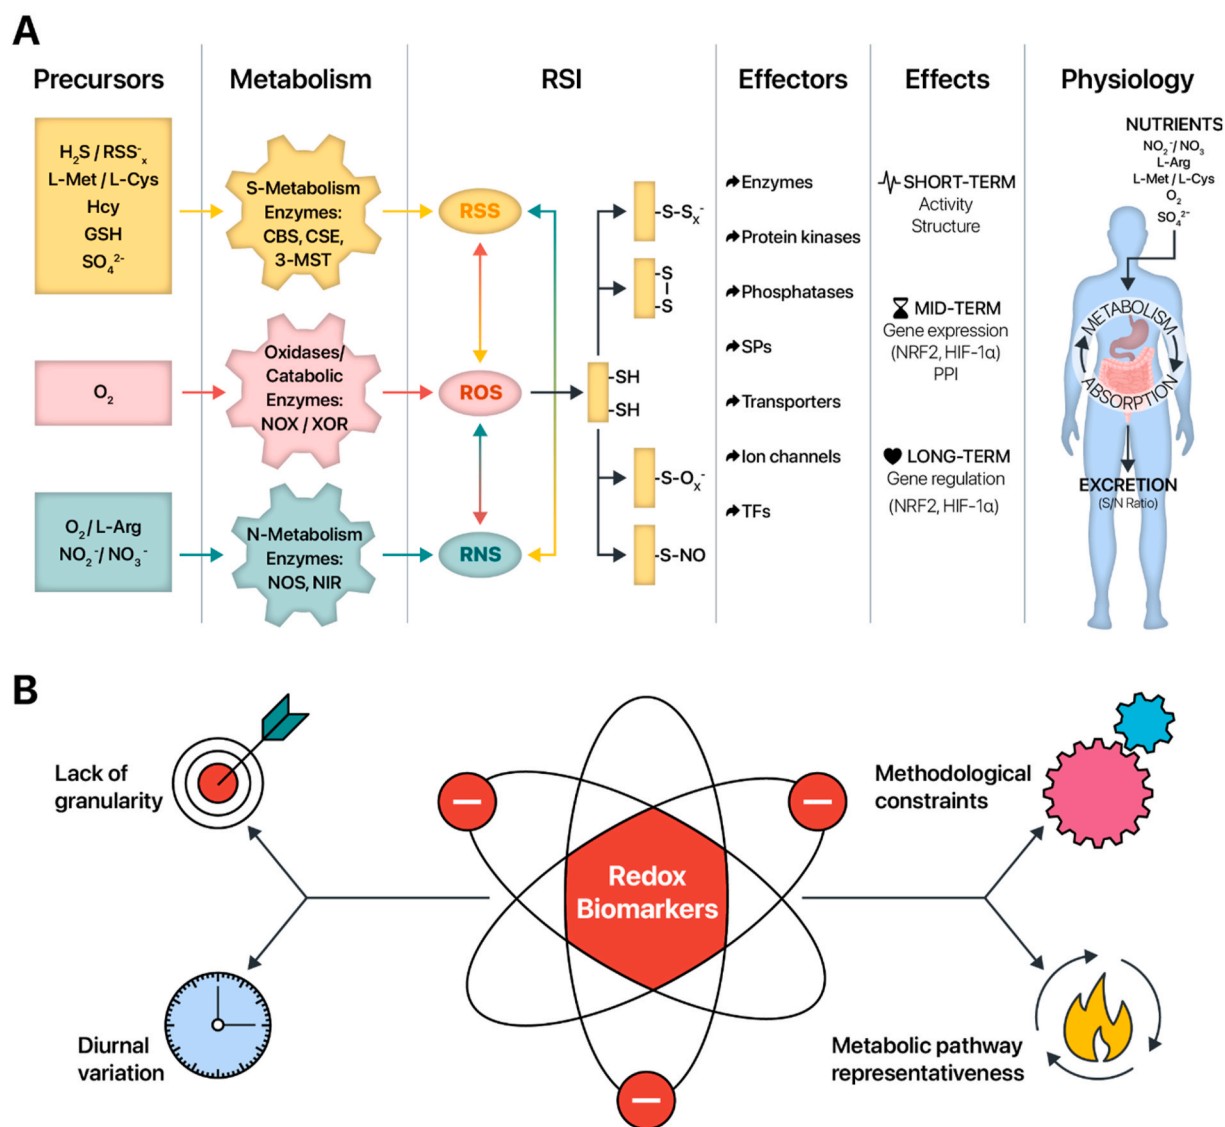 A
Precursors
Metabolism
RSI
Effectors
Effects
Physiology
H₂S / RSS⁻ₓ
L-Met / L-Cys
Hcy
GSH
SO₄²⁻
S-Metabolism
Enzymes:
CBS, CSE,
3-MST
RSS
O₂
Oxidases/
Catabolic
Enzymes:
NOX / XOR
ROS
O₂/ L-Arg
NO₂⁻/ NO₃⁻
N-Metabolism
Enzymes:
NOS, NIR
RNS
-S-Sₓ⁻
-S
-S
-SH
-SH
-S-Oₓ⁻
-S-NO
Enzymes
Protein kinases
Phosphatases
SPs
Transporters
Ion channels
TFs
SHORT-TERM
Activity
Structure
MID-TERM
Gene expression
(NRF2, HIF-1α)
PPI
LONG-TERM
Gene regulation
(NRF2, HIF-1α)
NUTRIENTS
NO₂⁻/ NO₃
L-Arg
L-Met / L-Cys
O₂
SO₄²⁻
METABOLISM
ABSORPTION
EXCRETION
(S/N Ratio)
B
Lack of
granularity
Diurnal
variation
Redox
Biomarkers
Methodological
constraints
Metabolic pathway
representativeness